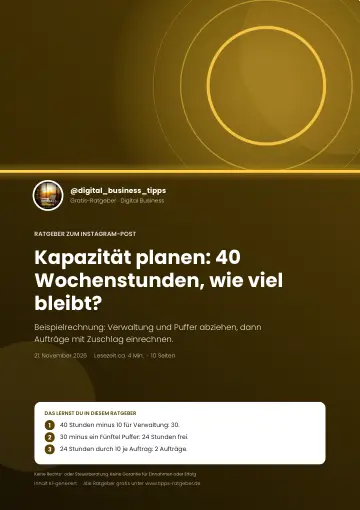 @digital_business_tipps
Gratis-Ratgeber · Digital Business
RATGEBER ZUM INSTAGRAM-POST
Kapazität planen: 40
Wochenstunden, wie viel
bleibt?
Beispielrechnung: Verwaltung und Puffer abziehen, dann
Aufträge mit Zuschlag einrechnen.
21. November 2026 Lesezeit ca. 4 Min. · 10 Seiten
DAS LERNST DU IN DIESEM RATGEBER
1 40 Stunden minus 10 für Verwaltung: 30.
2 30 minus ein Fünftel Puffer: 24 Stunden frei.
3 24 Stunden durch 10 je Auftrag: 2 Aufträge.
Keine Rechts- oder Steuerberatung. Keine Garantie für Einnahmen oder Erfolg.
Inhalt KI-generiert. Alle Ratgeber gratis unter www.tipps-ratgeber.de